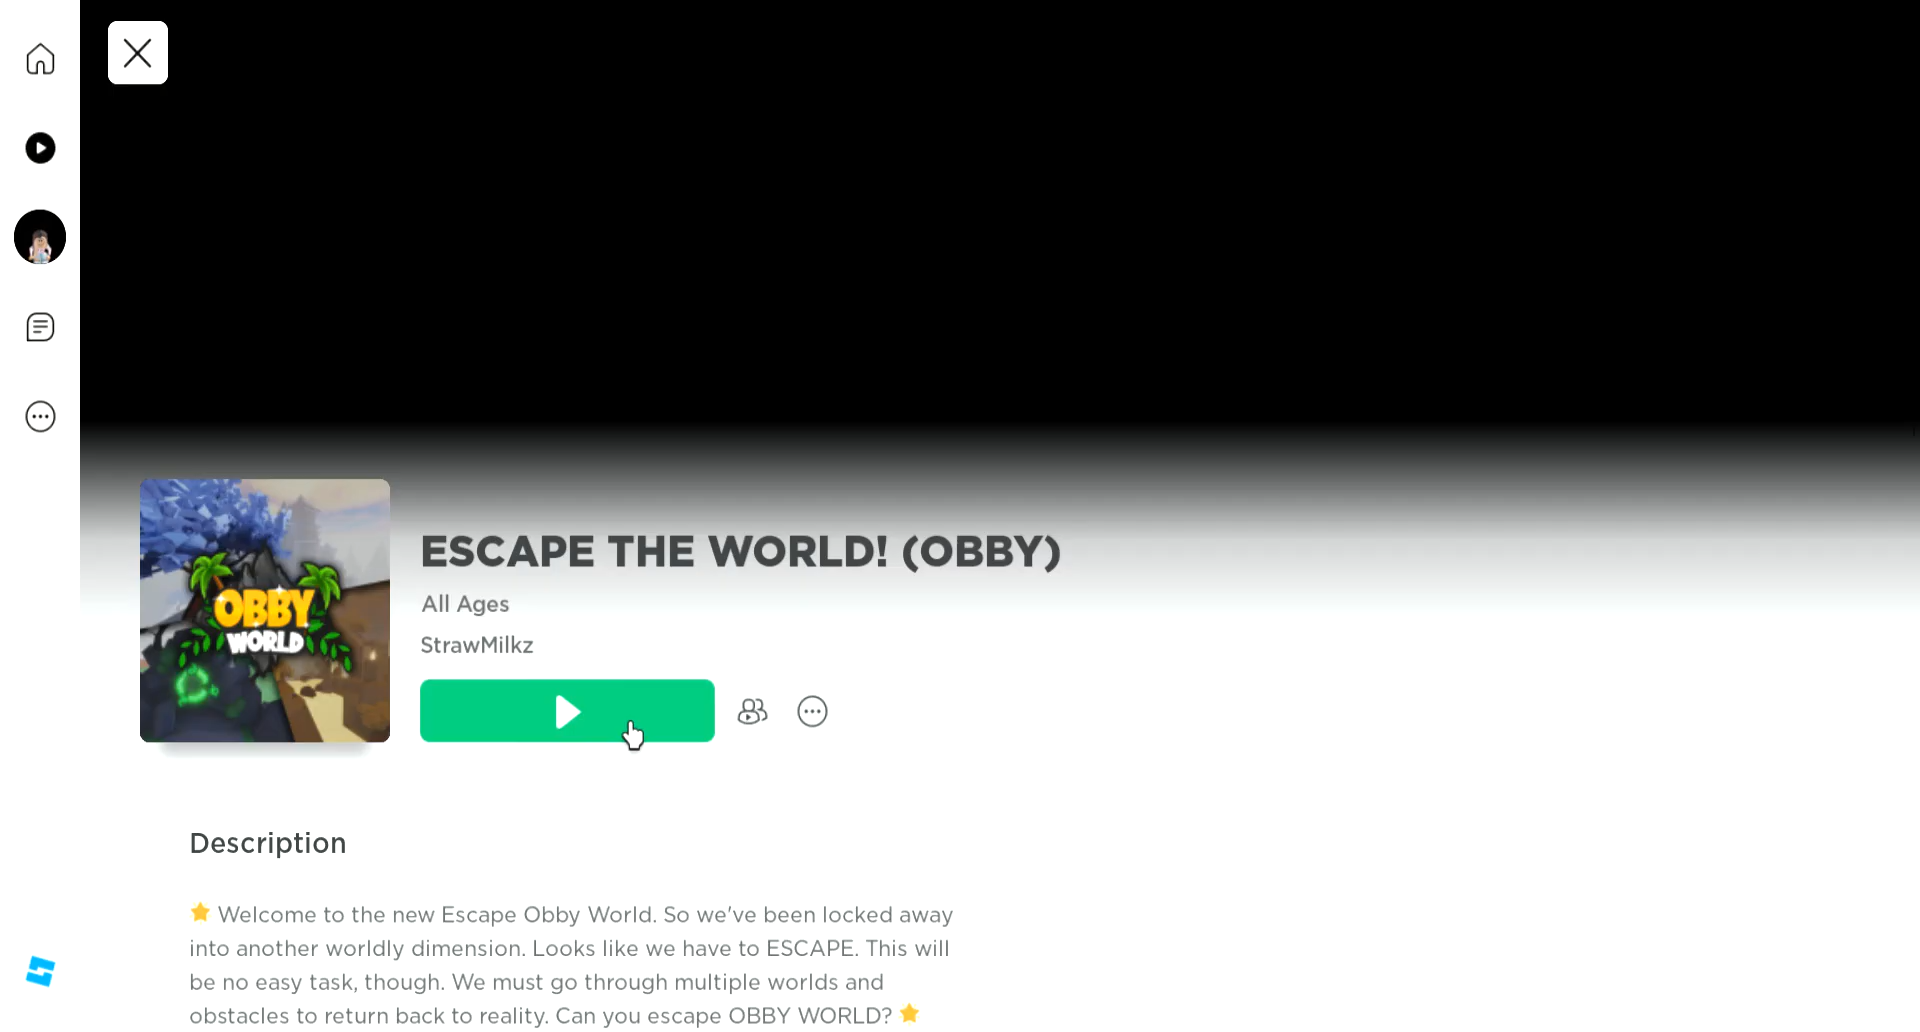 OBBY
WORLD
ESCAPE THE WORLD! (OBBY)
All Ages
StrawMilkz
Description
Welcome to the new Escape Obby World. So we've been locked away
into another worldly dimension. Looks like we have to ESCAPE. This will
be no easy task, though. We must go through multiple worlds and
obstacles to return back to reality. Can you escape OBBY WORLD?